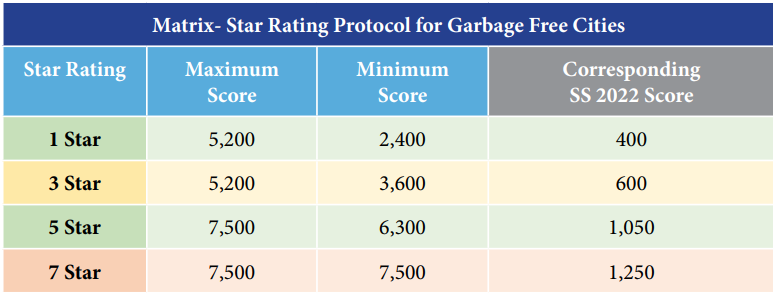 Matrix- Star Rating Protocol for Garbage Free Cities
Star Rating Maximum Score Minimum Score Corresponding SS 2022 Score
1 Star 5,200 2,400 400
3 Star 5,200 3,600 600
5 Star 7,500 6,300 1,050
7 Star 7,500 7,500 1,250